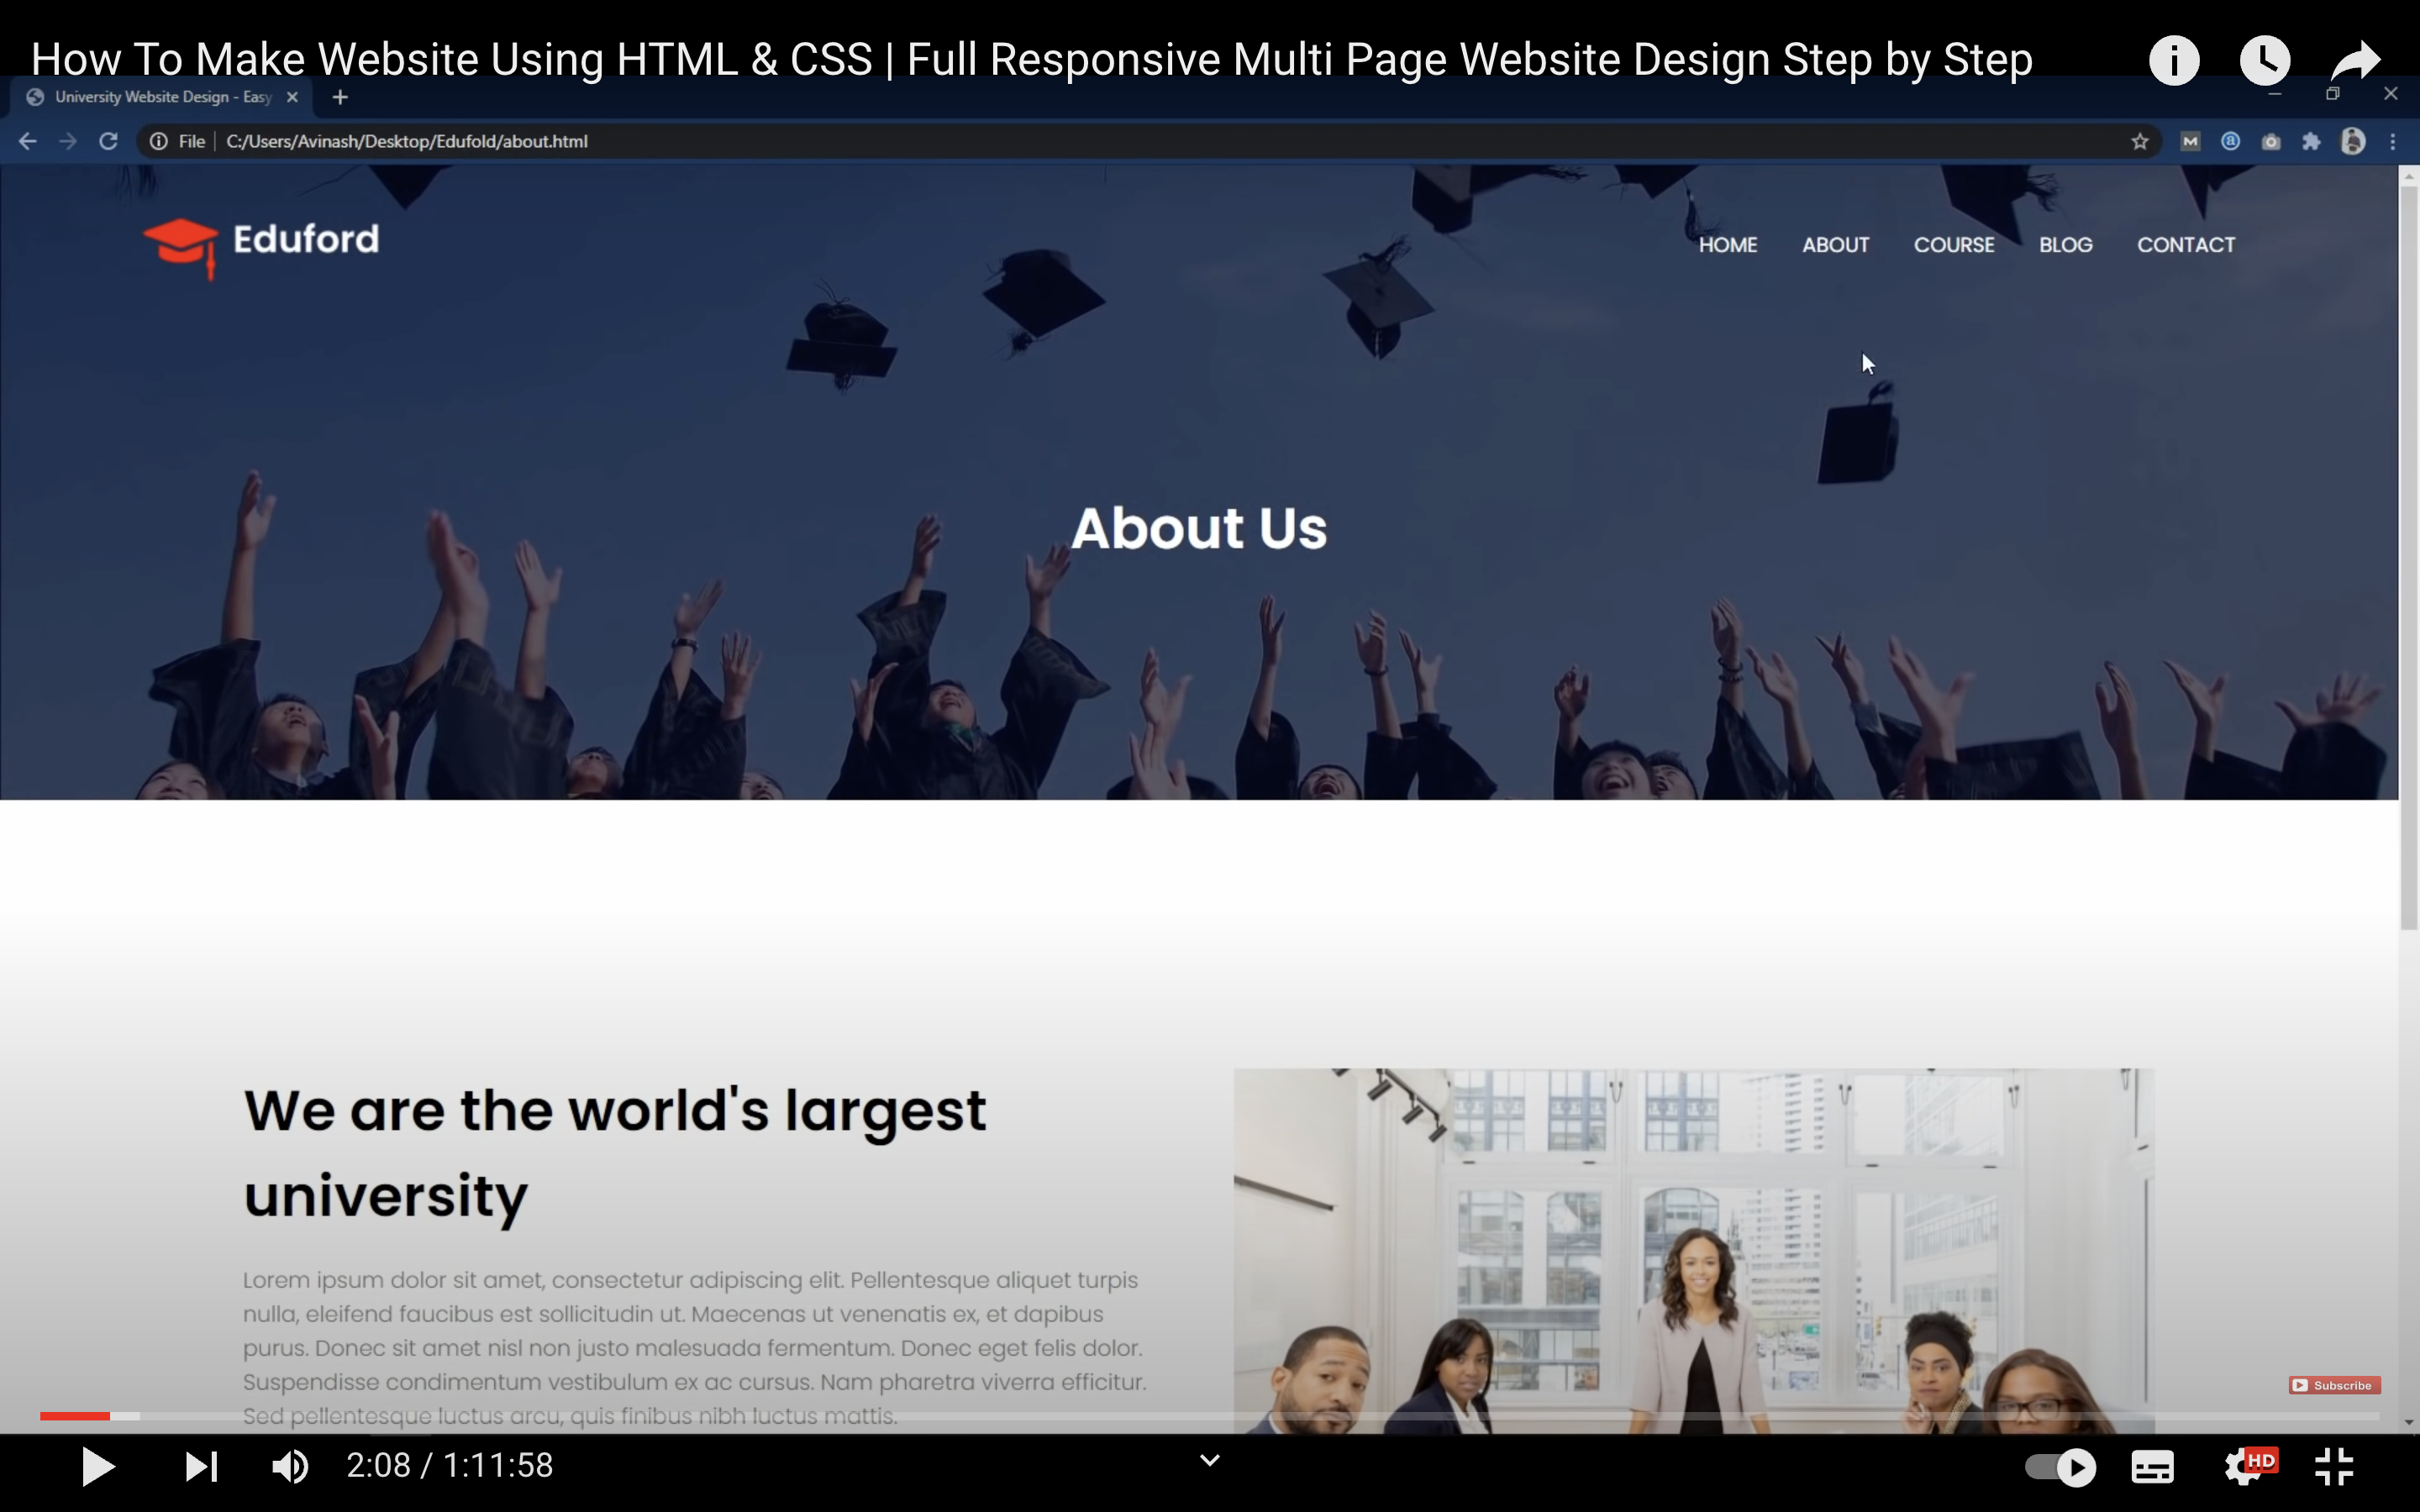 How To Make Website Using HTML & CSS | Full Responsive Multi Page Website Design Step by Step
University Website Design - Easy
File C:/Users/Avinash/Desktop/Edufold/about.html
Eduford
HOME ABOUT COURSE BLOG CONTACT
About Us
We are the world's largest
university
Lorem ipsum dolor sit amet, consectetur adipiscing elit. Pellentesque aliquet turpis
nulla, eleifend faucibus est sollicitudin ut. Maecenas ut venenatis ex, et dapibus
purus. Donec sit amet nisl non justo malesuada fermentum. Donec eget felis dolor.
Suspendisse condimentum vestibulum ex ac cursus. Nam pharetra viverra efficitur.
Sed pellentesque luctus arcu, quis finibus nibh luctus mattis.
Subscribe
2:08 / 1:11:58
HD